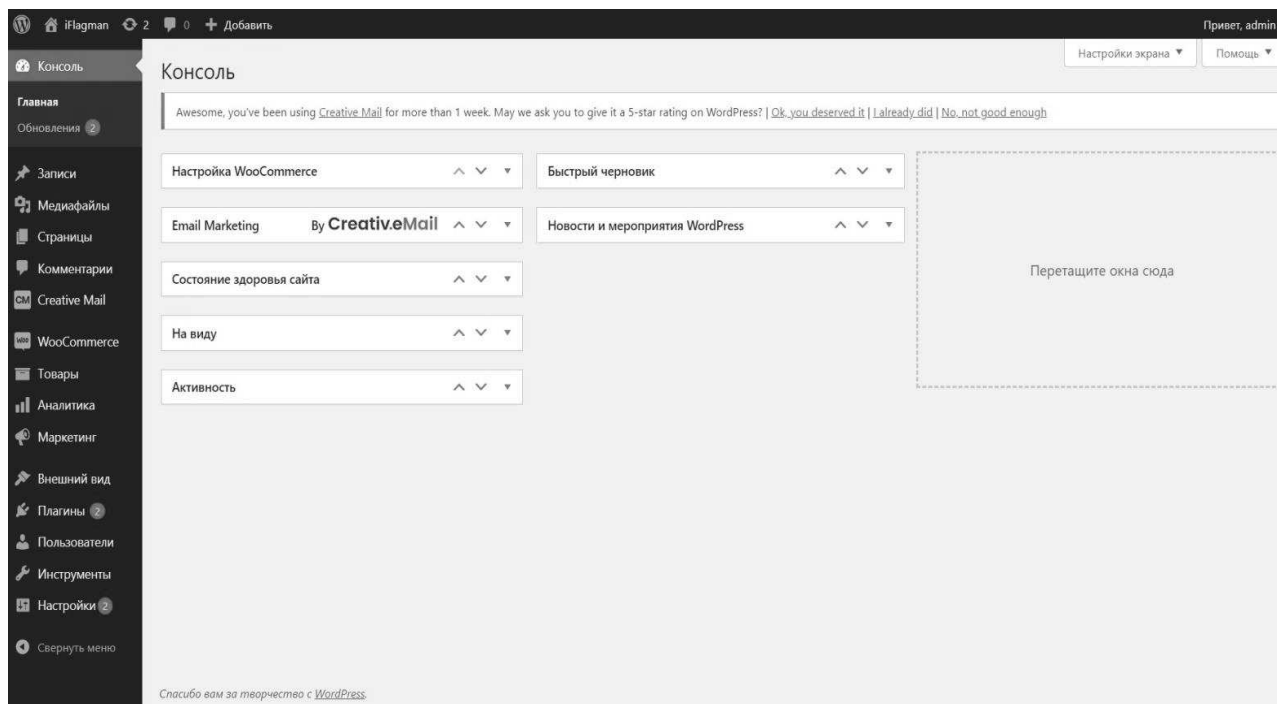 iFlagman 2 0 Добавить Привет, admin
Настройки экрана Помощь
Консоль
Главная
Обновления 2
Записи
Медиафайлы
Страницы
Комментарии
CM Creative Mail
Woo WooCommerce
Товары
Аналитика
Маркетинг
Внешний вид
Плагины 2
Пользователи
Инструменты
Настройки 2
Свернуть меню
Консоль
Awesome, you've been using Creative Mail for more than 1 week. May we ask you to give it a 5-star rating on WordPress? | Ok, you deserved it | I already did | No, not good enough
Настройка WooCommerce
Email Marketing By Creativ.eMail
Состояние здоровья сайта
На виду
Активность
Быстрый черновик
Новости и мероприятия WordPress
Перетащите окна сюда
Спасибо вам за творчество с WordPress.